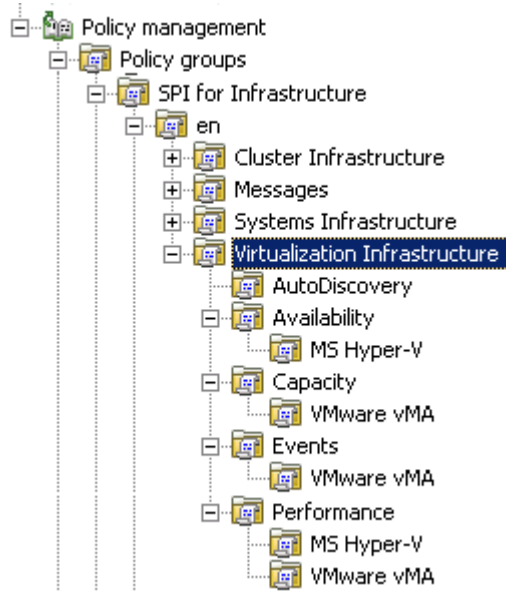 Policy management
Policy groups
SPI for Infrastructure
en
Cluster Infrastructure
Messages
Systems Infrastructure
Virtualization Infrastructure
AutoDiscovery
Availability
MS Hyper-V
Capacity
VMware vMA
Events
VMware vMA
Performance
MS Hyper-V
VMware vMA